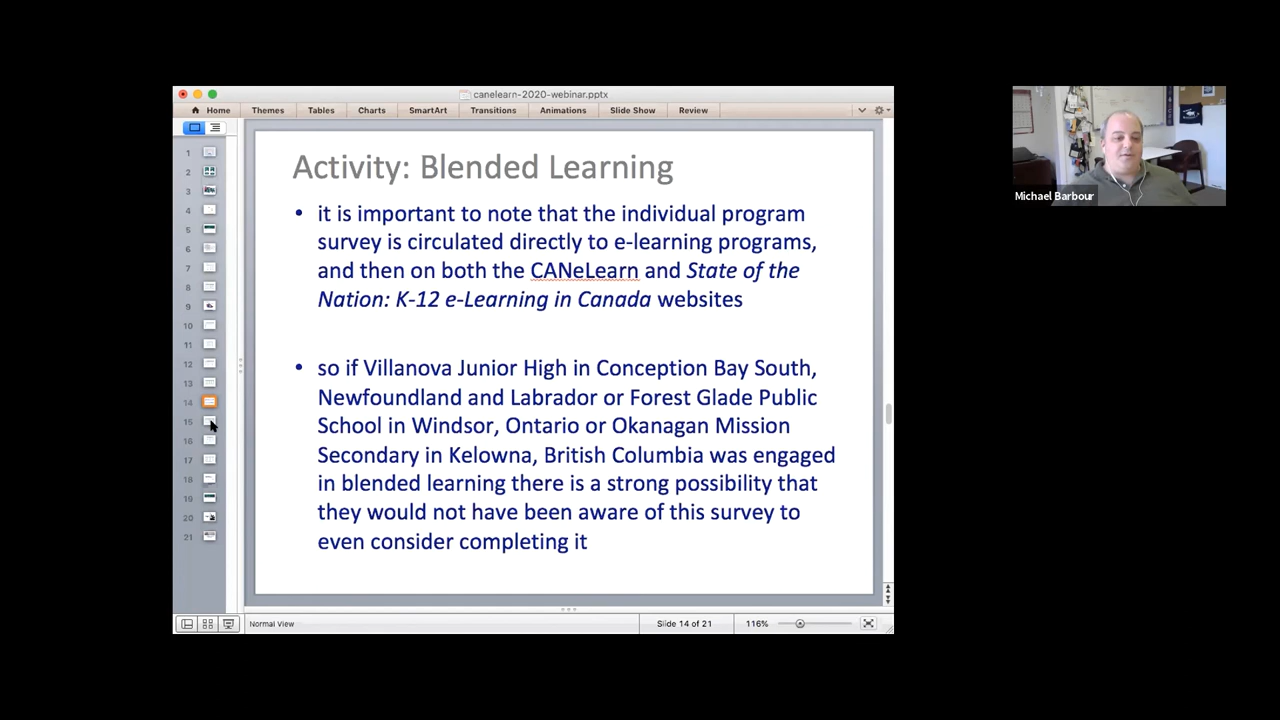 canelearn-2020-webinar.pptx
Home Themes Tables Charts SmartArt Transitions Animations Slide Show Review
1
2
3
4
5
6
7
8
9
10
11
12
13
14
15
16
17
18
19
20
21
Activity: Blended Learning
• it is important to note that the individual program
survey is circulated directly to e-learning programs,
and then on both the CANeLearn and State of the
Nation: K-12 e-Learning in Canada websites
• so if Villanova Junior High in Conception Bay South,
Newfoundland and Labrador or Forest Glade Public
School in Windsor, Ontario or Okanagan Mission
Secondary in Kelowna, British Columbia was engaged
in blended learning there is a strong possibility that
they would not have been aware of this survey to
even consider completing it
Normal View Slide 14 of 21 116%
Michael Barbour